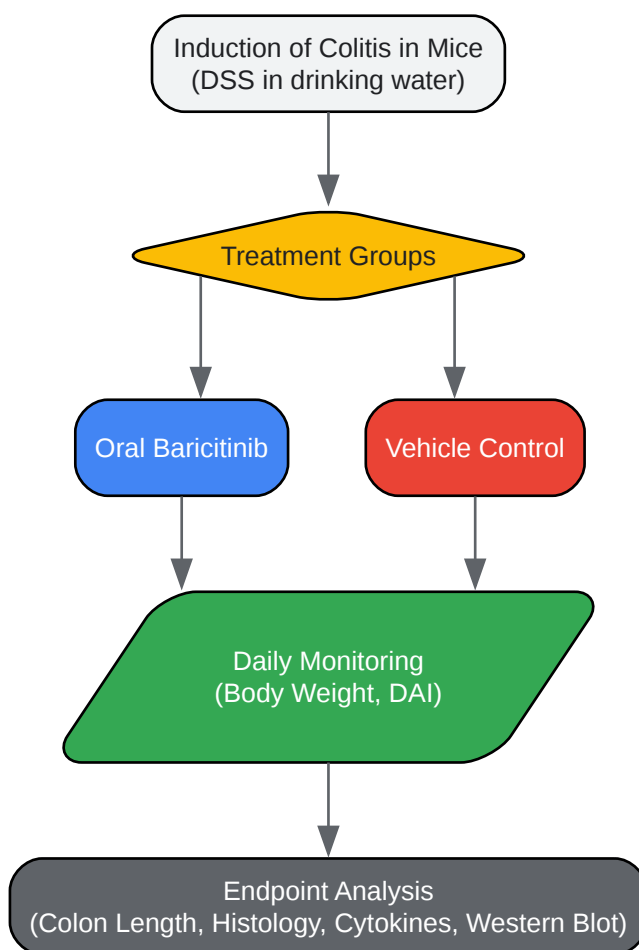 Induction of Colitis in Mice
(DSS in drinking water)
Treatment Groups
Oral Baricitinib
Vehicle Control
Daily Monitoring
(Body Weight, DAI)
Endpoint Analysis
(Colon Length, Histology, Cytokines, Western Blot)